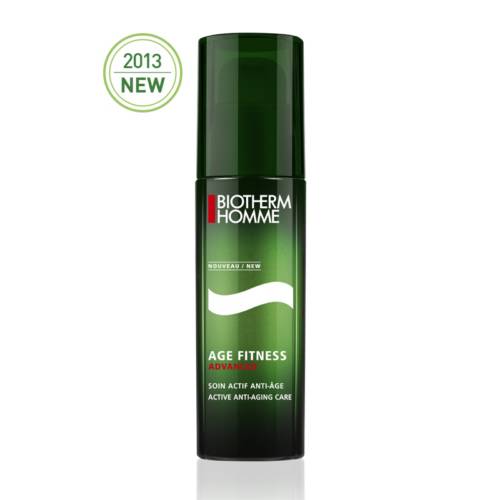 2013
NEW
BIOTHERM
HOMME
NOUVEAU / NEW
AGE FITNESS
ADVANCED
SOIN ACTIF ANTI-ÂGE
ACTIVE ANTI-AGING CARE